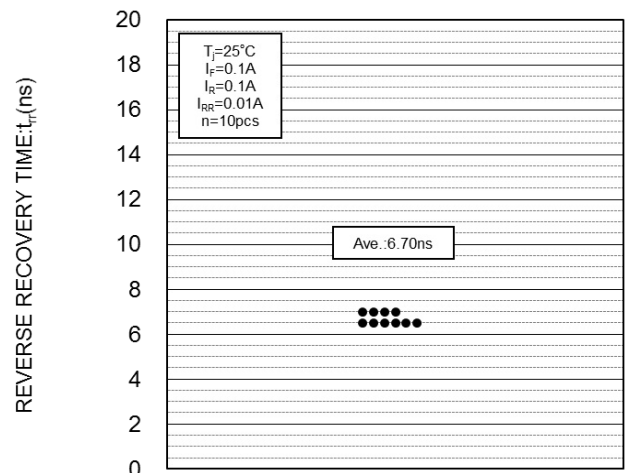 REVERSE RECOVERY TIME:trr(ns)
20
18
16
14
12
10
8
6
4
2
0
Tj=25°C
IF=0.1A
IR=0.1A
IRR=0.01A
n=10pcs
Ave.:6.70ns